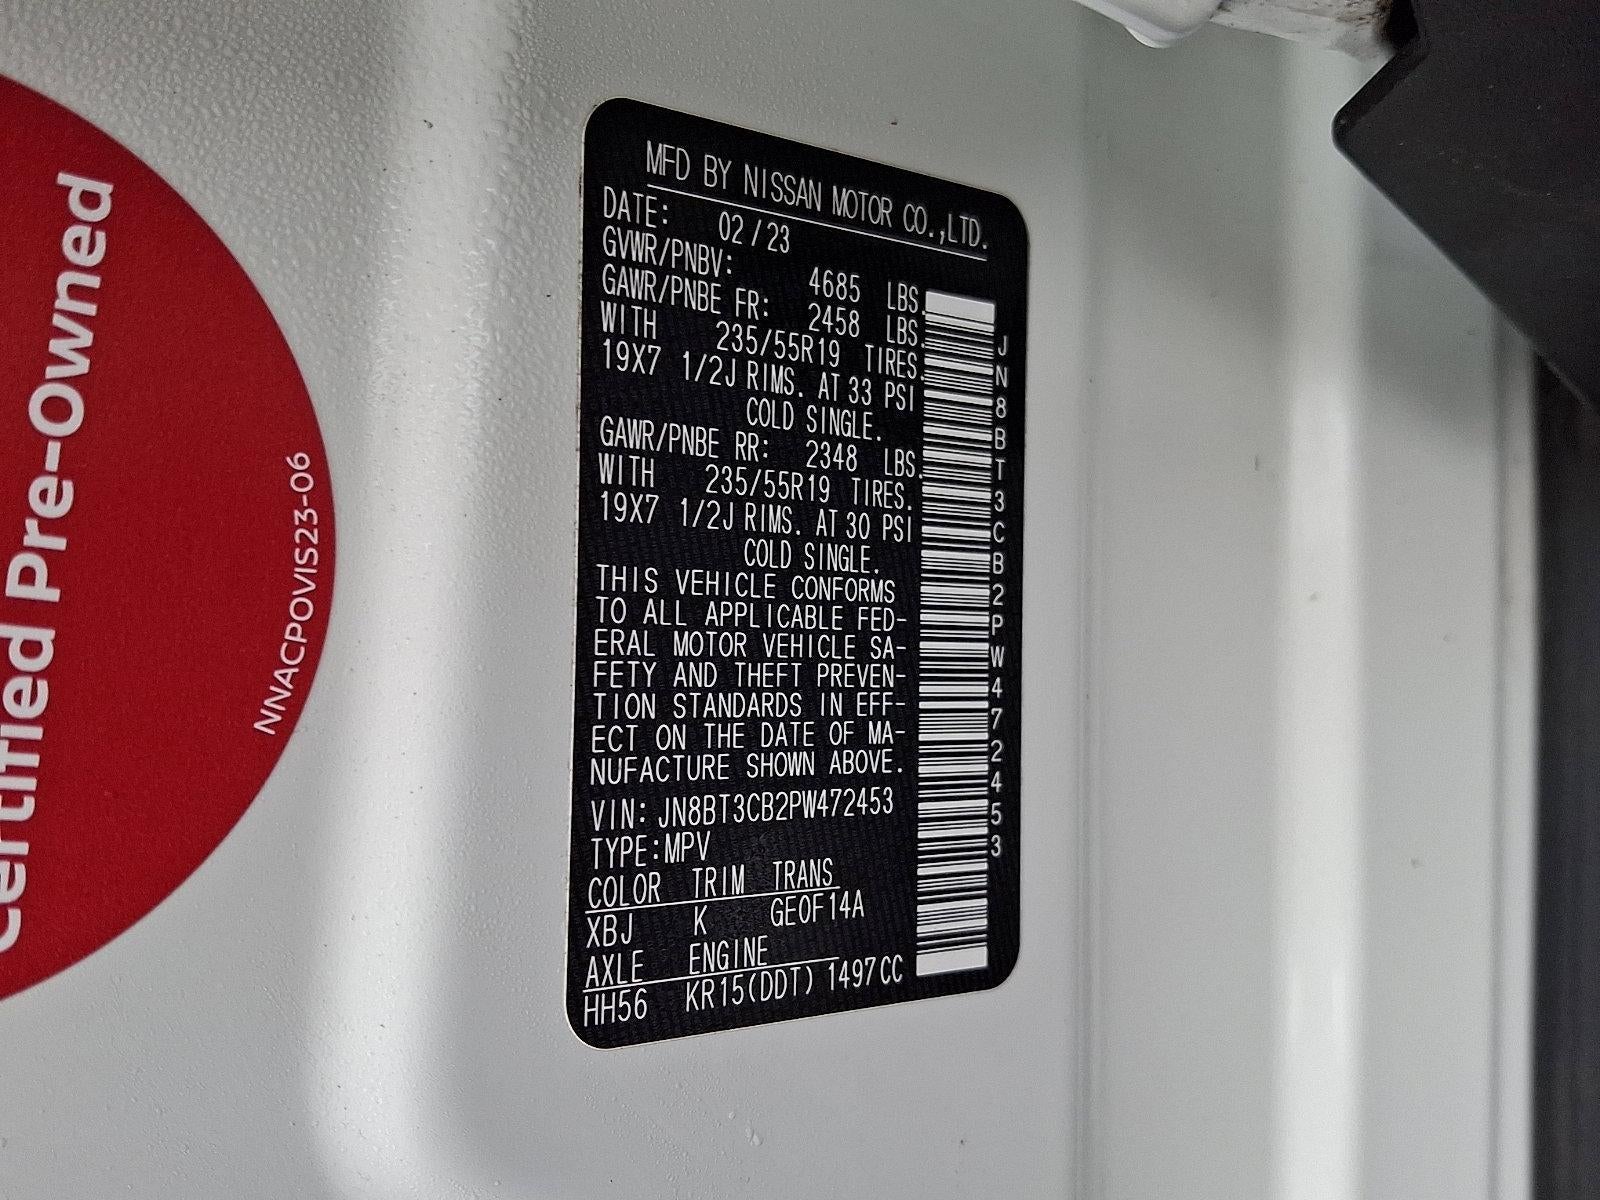 Certified Pre-Owned
NNACPOVIS23-06
MFD BY NISSAN MOTOR CO.,LTD.
DATE: 02/23
GVWR/PNBV: 4685 LBS.
GAWR/PNBE FR: 2458 LBS.
WITH 235/55R19 TIRES.
19X7 1/2J RIMS. AT 33 PSI
COLD SINGLE.
GAWR/PNBE RR: 2348 LBS.
WITH 235/55R19 TIRES.
19X7 1/2J RIMS. AT 30 PSI
COLD SINGLE.
THIS VEHICLE CONFORMS
TO ALL APPLICABLE FED-
ERAL MOTOR VEHICLE SA-
FETY AND THEFT PREVEN-
TION STANDARDS IN EFF-
ECT ON THE DATE OF MA-
NUFACTURE SHOWN ABOVE.
VIN: JN8BT3CB2PW472453
TYPE:MPV
COLOR TRIM TRANS
XBJ K GE0F14A
AXLE ENGINE
HH56 KR15(DDT) 1497CC
JN8BT3CB2PW472453